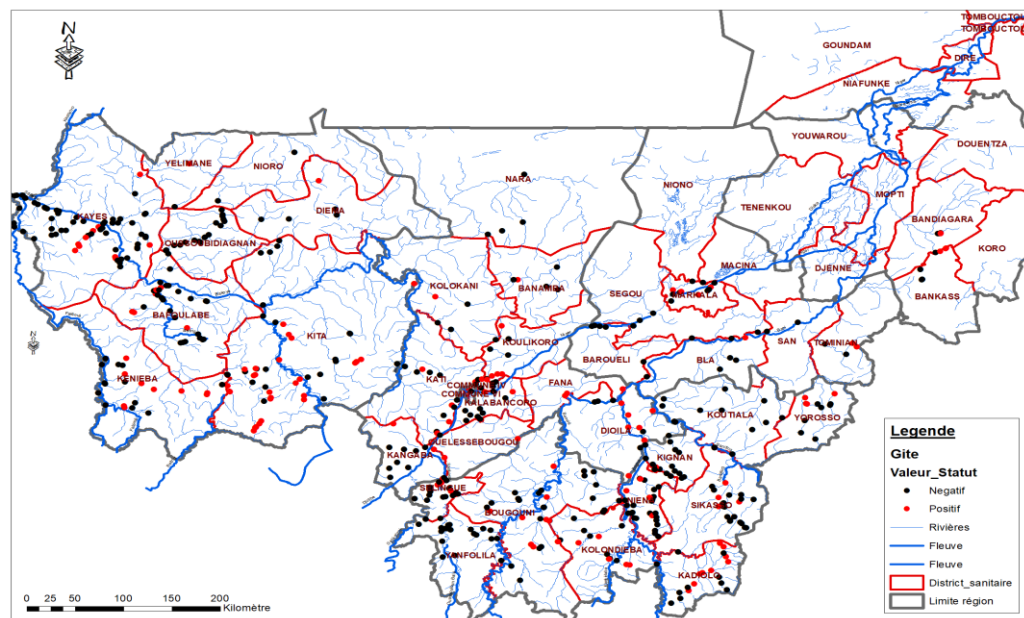 N
TOMBOUCTOU
TOMBOUCTOU
GOUNDAM
DIRE
NIAFUNKE
YOUWAROU
DOUENTZA
YELIMANE
NIORO
NARA
NIONO
TENENKOU
MOPTI
BANDIAGARA
KORO
KAYES
DIEMA
MACINA
DJENNE
BANKASS
KOLOKANI
BANAMBA
SEGOU
MARKALA
KITA
KOULIKORO
BAROUELI
BLA
SAN
TOMINIAN
KENIEBA
KATI
FANA
KALABANCORO
KOUTIALA
YOROSSO
OUELESSEBOUGOU
DIOILA
KANGABA
KIGNAN
SELINGUE
SIKASSO
BOUGOUNI
YANFOLILA
KOLONDIEBA
KADIOLO
Legende
Gite
Valeur_Statut
Negatif
Positif
Rivières
Fleuve
Fleuve
District_sanitaire
Limite région
0 25 50 100 150 200
Kilomètre